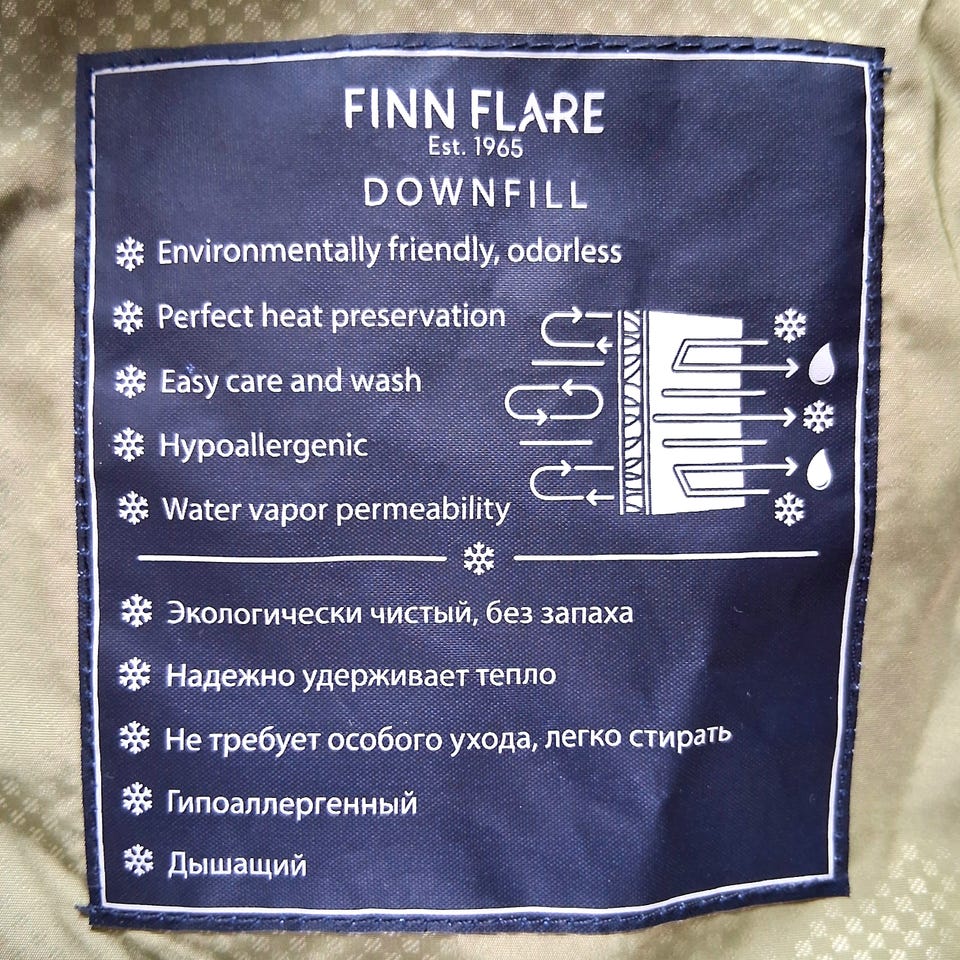 FINN FLARE
Est. 1965
DOWNFILL
Environmentally friendly, odorless
Perfect heat preservation
Easy care and wash
Hypoallergenic
Water vapor permeability
Экологически чистый, без запаха
Надежно удерживает тепло
Не требует особого ухода, легко стирать
Гипоаллергенный
Дышащий